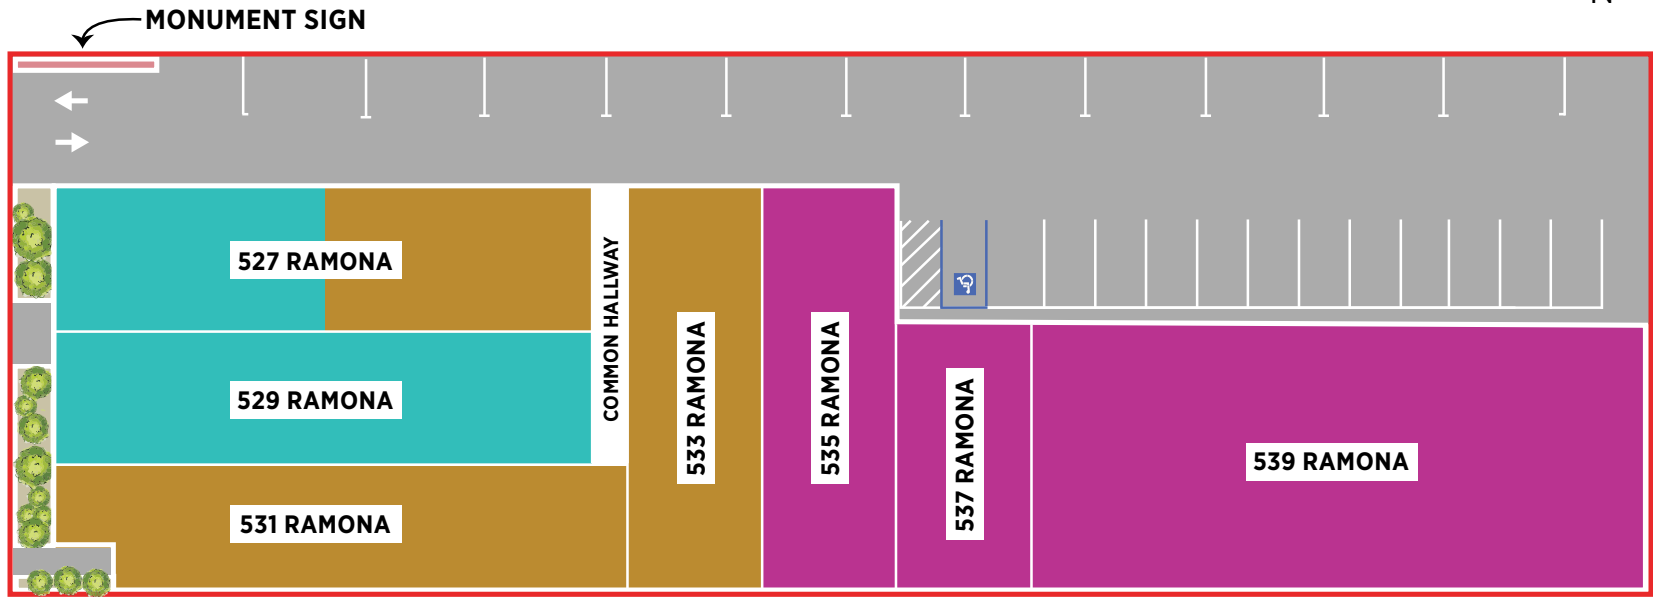 MONUMENT SIGN
527 RAMONA
529 RAMONA
531 RAMONA
COMMON HALLWAY
533 RAMONA
535 RAMONA
537 RAMONA
539 RAMONA